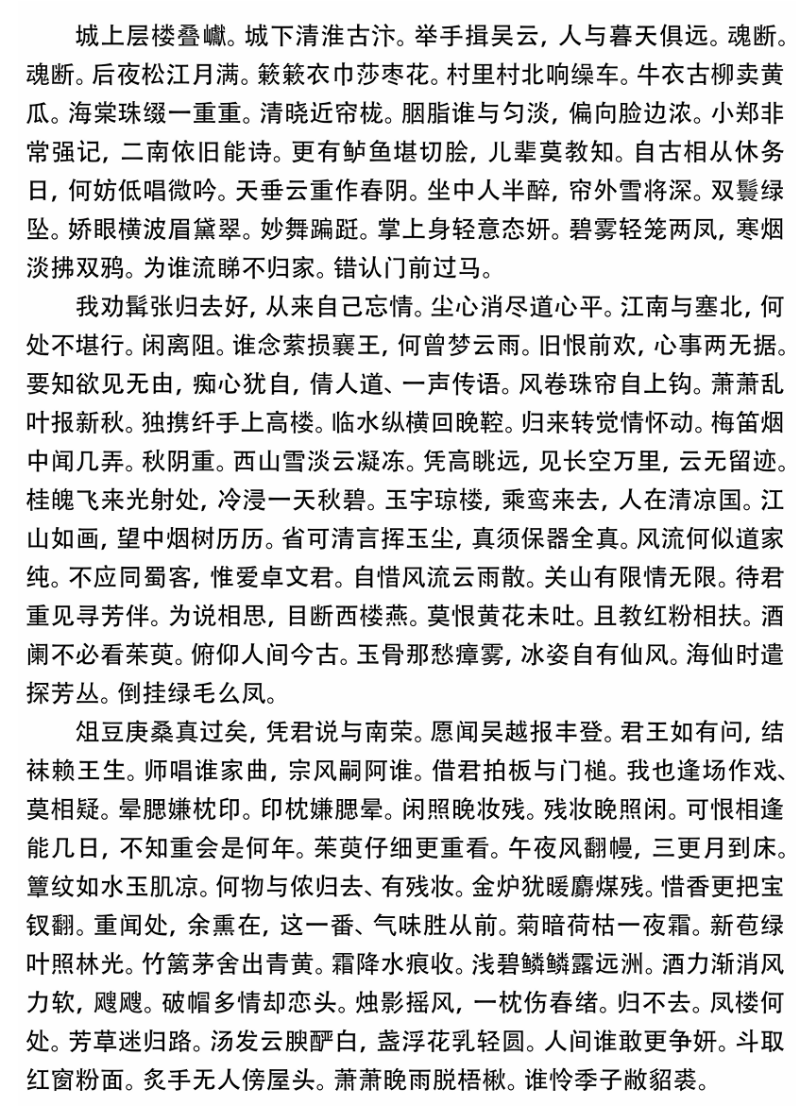 城上层楼叠巘。城下清淮古汴。举手揖吴云，人与暮天俱远。魂断。
魂断。后夜松江月满。簌簌衣巾莎枣花。村里村北响缲车。牛衣古柳卖黄
瓜。海棠珠缀一重重。清晓近帘栊。胭脂谁与匀淡，偏向脸边浓。小郑非
常强记，二南依旧能诗。更有鲈鱼堪切脍，儿辈莫教知。自古相从休务
日，何妨低唱微吟。天垂云重作春阴。坐中人半醉，帘外雪将深。双鬟绿
坠。娇眼横波眉黛翠。妙舞蹁跹。掌上身轻意态妍。碧雾轻笼两凤，寒烟
淡拂双鸦。为谁流睇不归家。错认门前过马。
我劝髯张归去好，从来自己忘情。尘心消尽道心平。江南与塞北，何
处不堪行。闲离阻。谁念萦损襄王，何曾梦云雨。旧恨前欢，心事两无据。
要知欲见无由，痴心犹自，倩人道、一声传语。风卷珠帘自上钩。萧萧乱
叶报新秋。独携纤手上高楼。临水纵横回晚鞚。归来转觉情怀动。梅笛烟
中闻几弄。秋阴重。西山雪淡云凝冻。凭高眺远，见长空万里，云无留迹。
桂魄飞来光射处，冷浸一天秋碧。玉宇琼楼，乘鸾来去，人在清凉国。江
山如画，望中烟树历历。省可清言挥玉尘，真须保器全真。风流何似道家
纯。不应同蜀客，惟爱卓文君。自惜风流云雨散。关山有限情无限。待君
重见寻芳伴。为说相思，目断西楼燕。莫恨黄花未吐。且教红粉相扶。酒
阑不必看茱萸。俯仰人间今古。玉骨那愁瘴雾，冰姿自有仙风。海仙时遣
探芳丛。倒挂绿毛么凤。
俎豆庚桑真过矣，凭君说与南荣。愿闻吴越报丰登。君王如有问，结
袜赖王生。师唱谁家曲，宗风嗣阿谁。借君拍板与门槌。我也逢场作戏、
莫相疑。晕腮嫌枕印。印枕嫌腮晕。闲照晚妆残。残妆晚照闲。可恨相逢
能几日，不知重会是何年。茱萸仔细更重看。午夜风翻幔，三更月到床。
簟纹如水玉肌凉。何物与侬归去、有残妆。金炉犹暖麝煤残。惜香更把宝
钗翻。重闻处，余熏在，这一番、气味胜从前。菊暗荷枯一夜霜。新苞绿
叶照林光。竹篱茅舍出青黄。霜降水痕收。浅碧鳞鳞露远洲。酒力渐消风
力软，飕飕。破帽多情却恋头。烛影摇风，一枕伤春绪。归不去。凤楼何
处。芳草迷归路。汤发云腴酽白，盏浮花乳轻圆。人间谁敢更争妍。斗取
红窗粉面。炙手无人傍屋头。萧萧晚雨脱梧楸。谁怜季子敝貂裘。